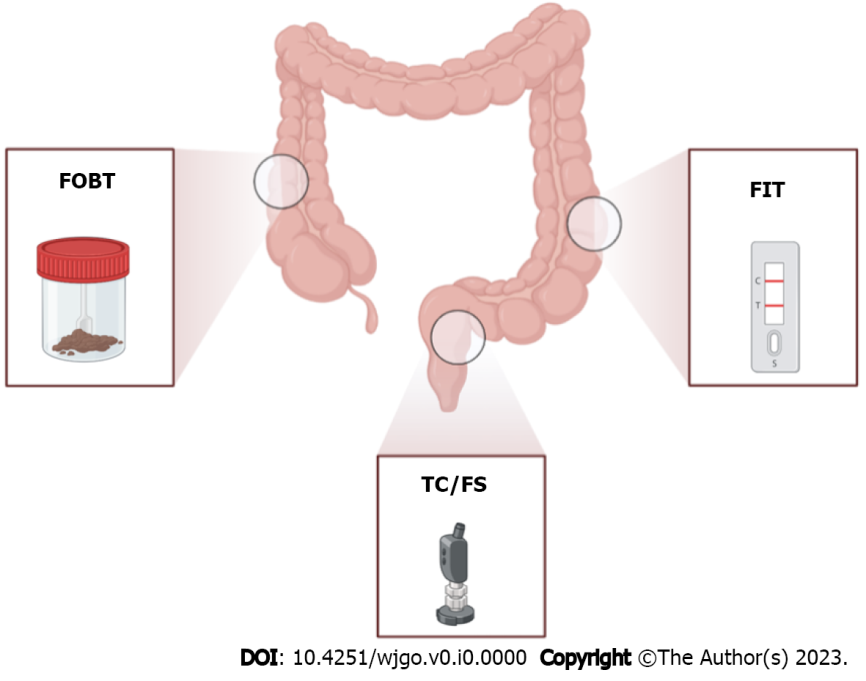 FOBT
FIT
C
T
S
TC/FS
DOI: 10.4251/wjgo.v0.i0.0000 Copyright ©The Author(s) 2023.